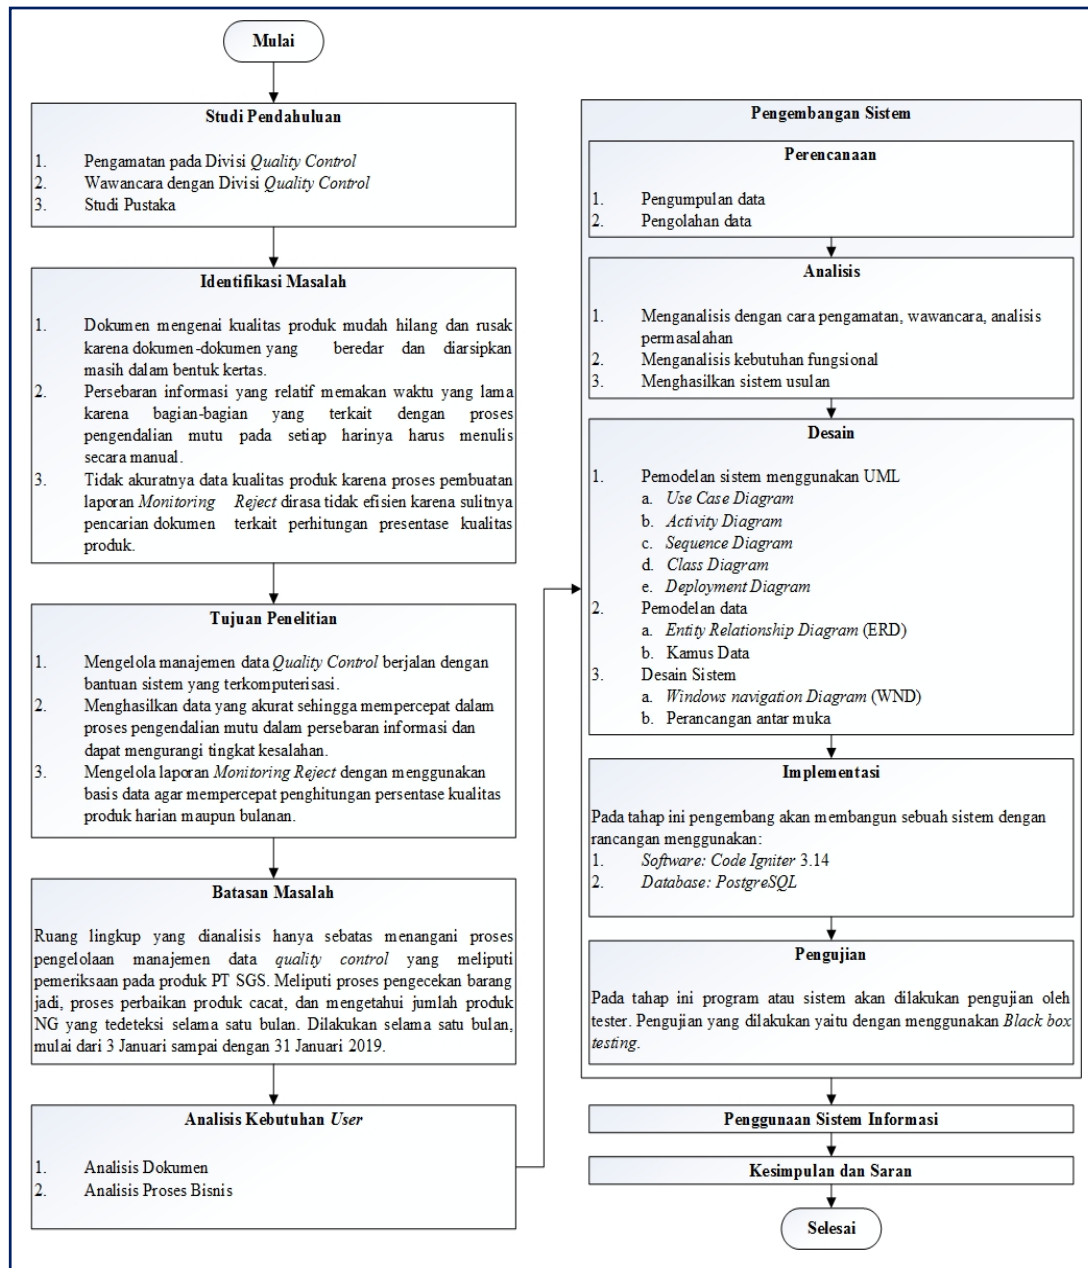 Mulai
Studi Pendahuluan
1. Pengamatan pada Divisi Quality Control
2. Wawancara dengan Divisi Quality Control
3. Studi Pustaka
Identifikasi Masalah
1. Dokumen mengenai kualitas produk mudah hilang dan rusak
karena dokumen-dokumen yang beredar dan diarsipkan
masih dalam bentuk kertas.
2. Persebaran informasi yang relatif memakan waktu yang lama
karena bagian-bagian yang terkait dengan proses
pengendalian mutu pada setiap harinya harus menulis
secara manual.
3. Tidak akuratnya data kualitas produk karena proses pembuatan
laporan Monitoring Reject dirasa tidak efisien karena sulitnya
pencarian dokumen terkait perhitungan presentase kualitas
produk.
Tujuan Penelitian
1. Mengelola manajemen data Quality Control berjalan dengan
bantuan sistem yang terkomputerisasi.
2. Menghasilkan data yang akurat sehingga mempercepat dalam
proses pengendalian mutu dalam persebaran informasi dan
dapat mengurangi tingkat kesalahan.
3. Mengelola laporan Monitoring Reject dengan menggunakan
basis data agar mempercepat penghitungan persentase kualitas
produk harian maupun bulanan.
Batasan Masalah
Ruang lingkup yang dianalisis hanya sebatas menangani proses
pengelolaan manajemen data quality control yang meliputi
pemeriksaan pada produk PT SGS. Meliputi proses pengecekan barang
jadi, proses perbaikan produk cacat, dan mengetahui jumlah produk
NG yang tedeteksi selama satu bulan. Dilakukan selama satu bulan,
mulai dari 3 Januari sampai dengan 31 Januari 2019.
Analisis Kebutuhan User
1. Analisis Dokumen
2. Analisis Proses Bisnis
Pengembangan Sistem
Perencanaan
1. Pengumpulan data
2. Pengolahan data
Analisis
1. Menganalisis dengan cara pengamatan, wawancara, analisis
permasalahan
2. Menganalisis kebutuhan fungsional
3. Menghasilkan sistem usulan
Desain
1. Pemodelan sistem menggunakan UML
a. Use Case Diagram
b. Activity Diagram
c. Sequence Diagram
d. Class Diagram
e. Deployment Diagram
2. Pemodelan data
a. Entity Relationship Diagram (ERD)
b. Kamus Data
3. Desain Sistem
a. Windows navigation Diagram (WND)
b. Perancangan antar muka
Implementasi
Pada tahap ini pengembang akan membangun sebuah sistem dengan
rancangan menggunakan:
1. Software: Code Igniter 3.14
2. Database: PostgreSQL
Pengujian
Pada tahap ini program atau sistem akan dilakukan pengujian oleh
tester. Pengujian yang dilakukan yaitu dengan menggunakan Black box
testing.
Penggunaan Sistem Informasi
Kesimpulan dan Saran
Selesai